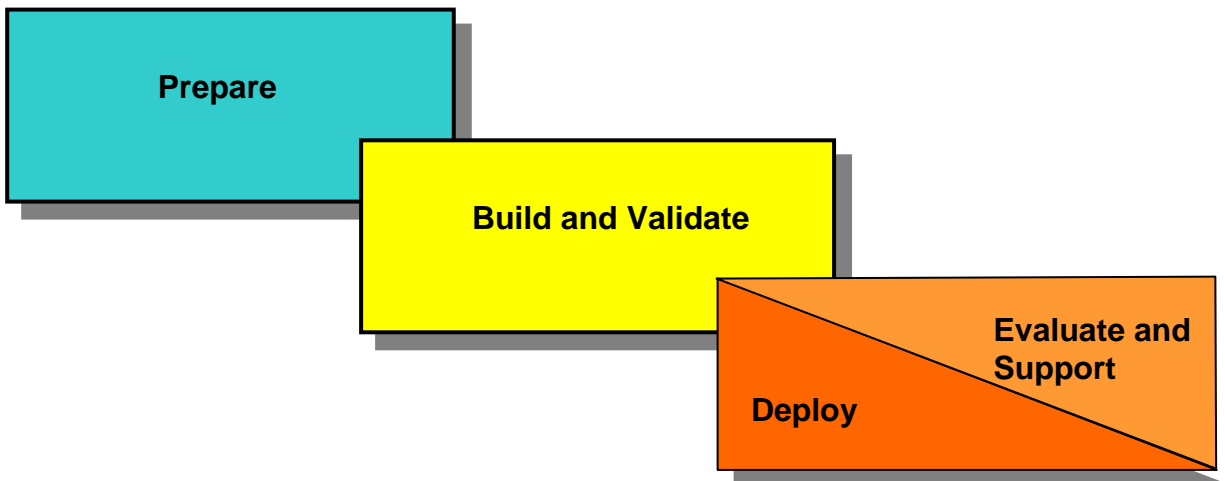 Prepare
Build and Validate
Evaluate and
Support
Deploy